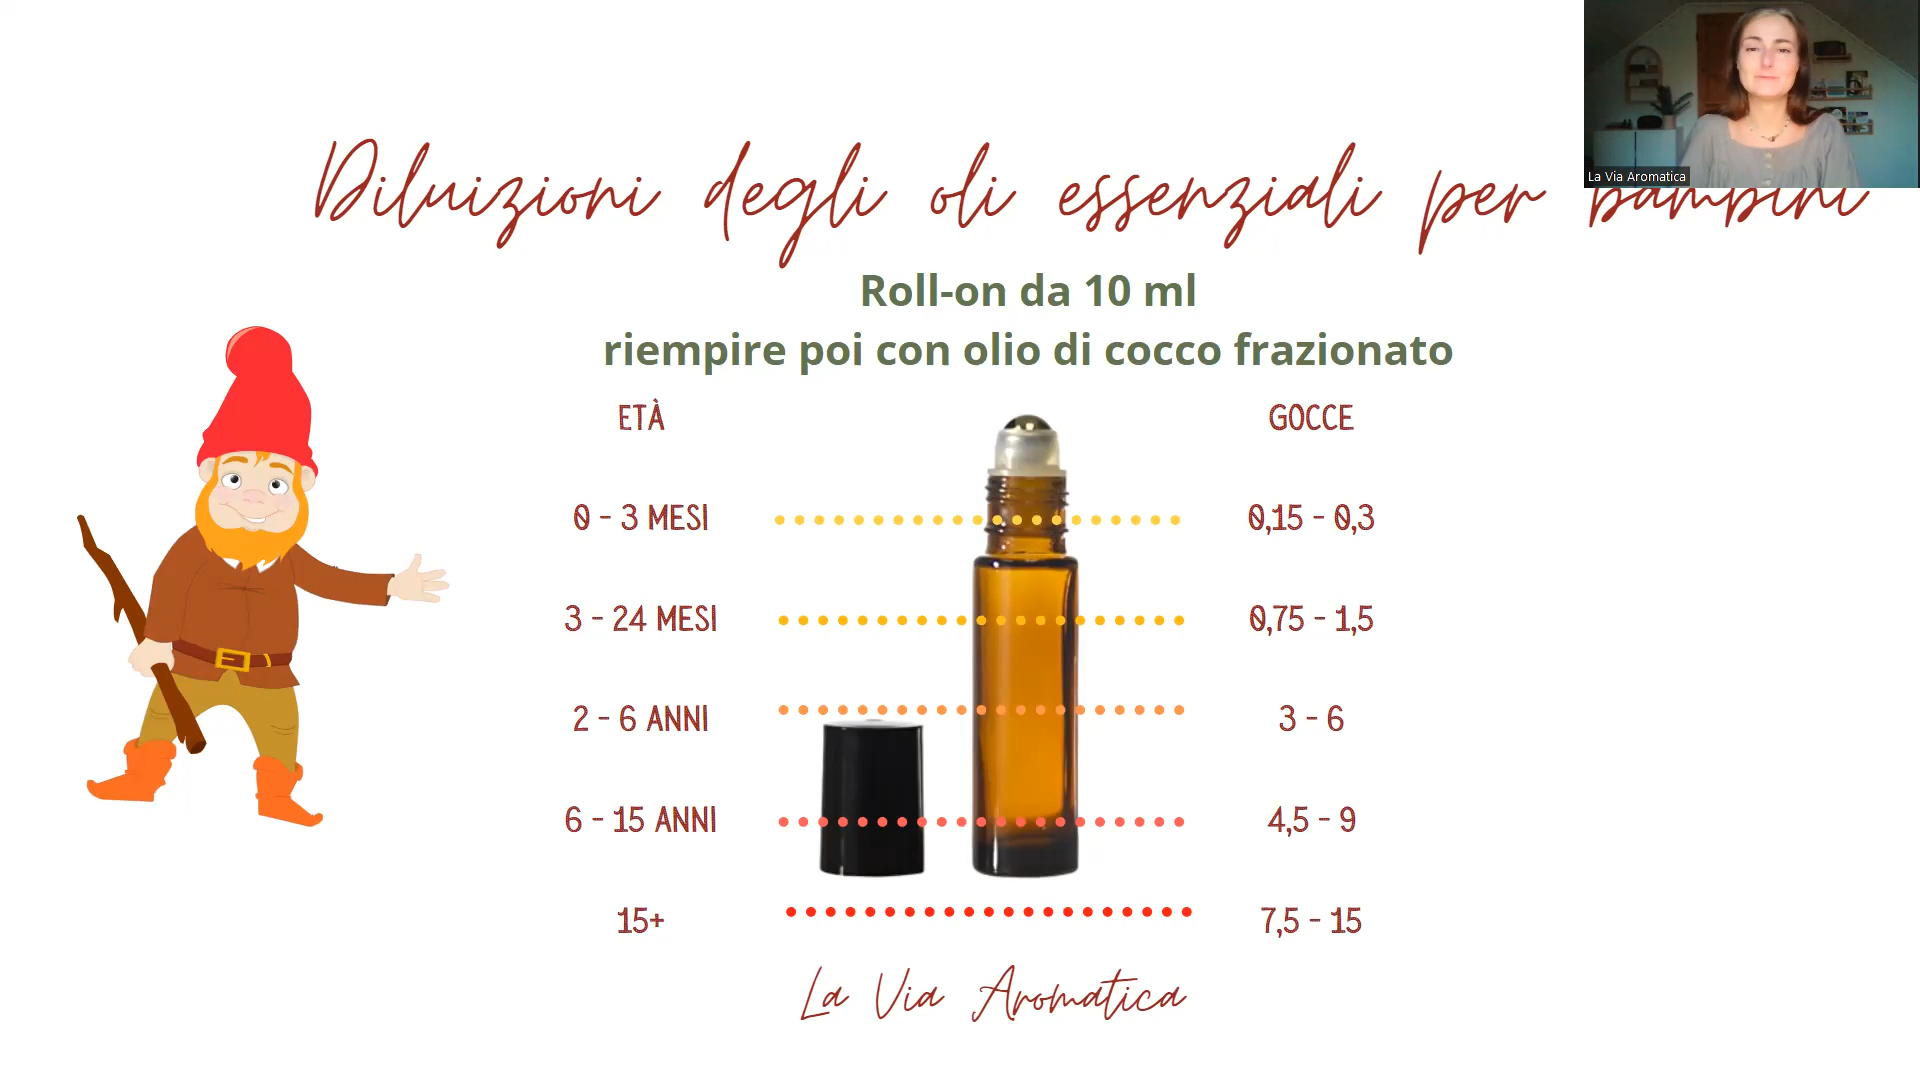 La Via Aromatica
Diluizioni degli oli essenziali per bambini
Roll-on da 10 ml
riempire poi con olio di cocco frazionato
ETÀ GOCCE
0 - 3 MESI 0,15 - 0,3
3 - 24 MESI 0,75 - 1,5
2 - 6 ANNI 3 - 6
6 - 15 ANNI 4,5 - 9
15+ 7,5 - 15
La Via Aromatica